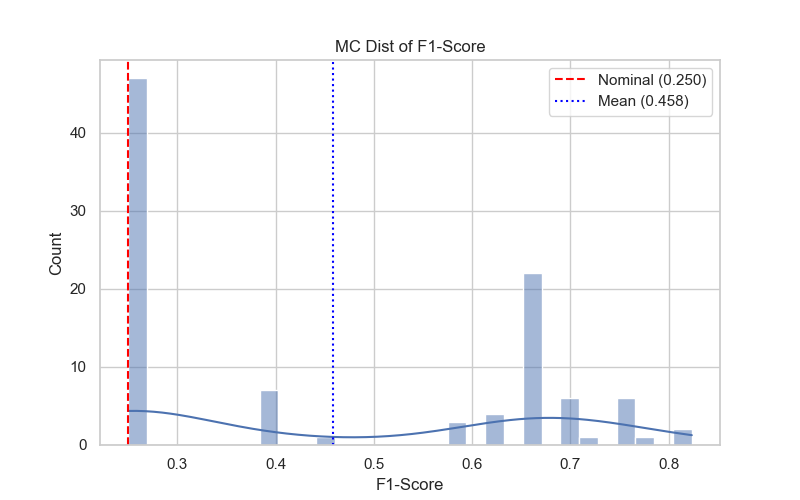 MC Dist of F1-Score
Nominal (0.250)
Mean (0.458)
Count
40
30
20
10
0
0.3 0.4 0.5 0.6 0.7 0.8
F1-Score